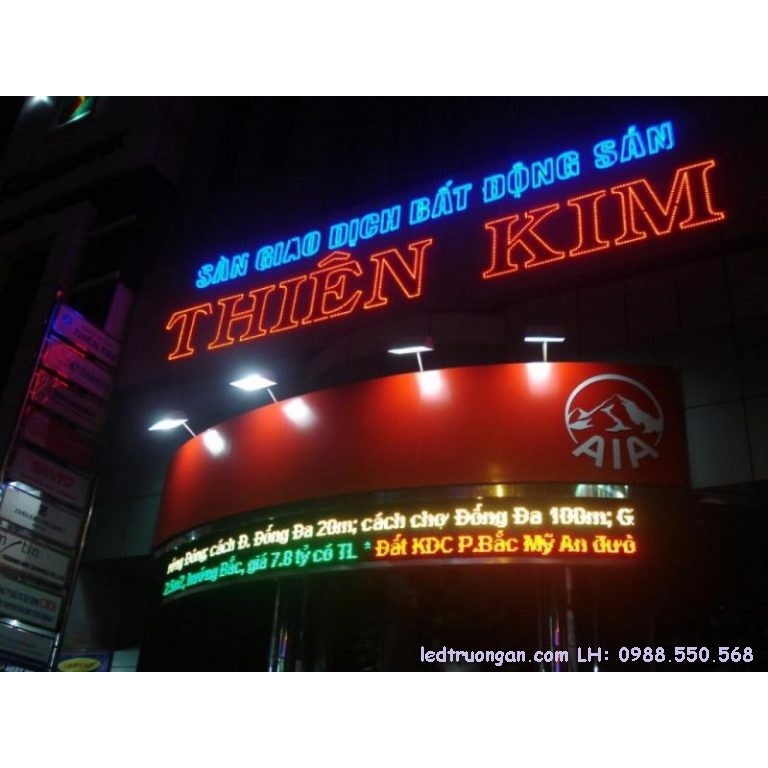 SÀN GIAO DỊCH BẤT ĐỘNG SẢN
THIÊN KIM
AIA
Đống; cách Đ. Đống Đa 20m; cách chợ Đống Đa 100m; G
hướng Bắc, giá 7.8 tỷ có TL * Đất KDC P.Bắc Mỹ An đườ
SANYO
ledtruongan.com LH: 0988.550.568